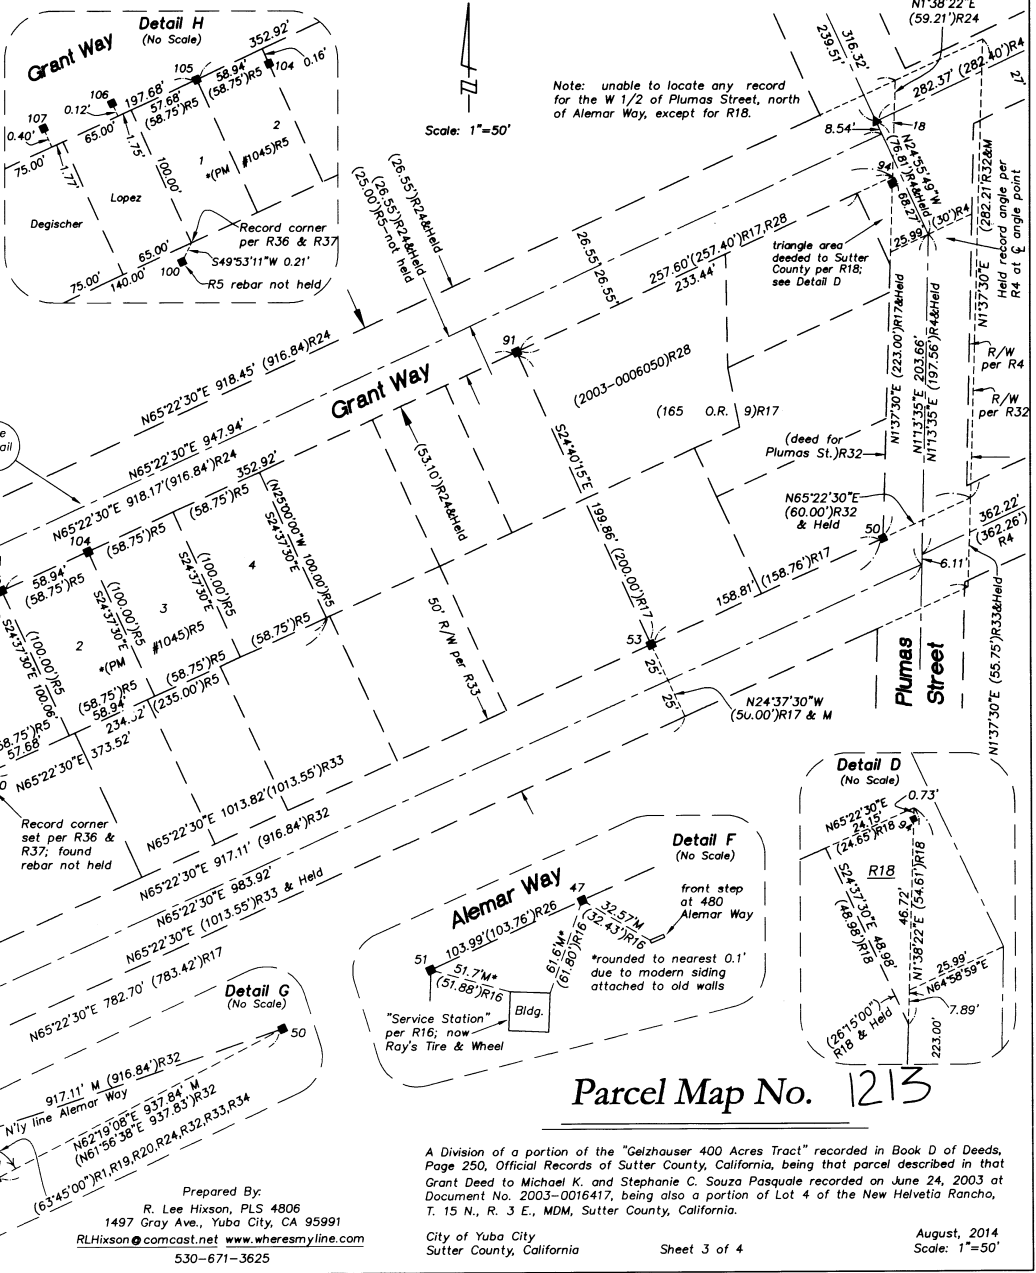 Detail H
(No Scale)
Grant Way
352.92'
0.16'
105
58.94'
(58.75')R5
104
106
0.12'
197.68'
57.68'
(58.75')R5
107
0.40'
65.00'
1.75'
75.00'
1.77'
100.00'
1
2
*(PM #1045)R5
Lopez
Degischer
Record corner
per R36 & R37
65.00'
S49°53'11"W 0.21'
75.00'
140.00'
100
R5 rebar not held
Scale: 1"=50'
Note: unable to locate any record
for the W 1/2 of Plumas Street, north
of Alemar Way, except for R18.
N1°38'22"E
(59.21')R24
316.32'
239.51'
282.37' (282.40')R4
27
8.54'
18
N24°55'49"W
(76.81')R4&Held
68.27'
94
(30')R4
25.99'
(282.21')R32&M
N1°37'30"E
Held record angle per
R4 at ℄ angle point
triangle area
deeded to Sutter
County per R18;
see Detail D
(26.55')R24&Held
(26.55')R24&Held
(25.00')R5-not held
26.55'
26.55'
257.60'(257.40')R17,R28
233.44'
91
N65°22'30"E 918.45' (916.84)R24
Grant Way
N65°22'30"E 947.94'
N65°22'30"E 918.17'(916.84')R24
(2003-0006050)R28
(165 O.R. 9)R17
N1°37'30"E (223.00')R17&Held
N1°13'35"E 203.66'
N1°13'35"E (197.56')R4&Held
R/W
per R4
R/W
per R32
(deed for
Plumas St.)R32
(53.10')R24&Held
S24°40'15"E 199.86' (200.00')R17
N65°22'30"E
(60.00')R32
& Held
50
362.22'
(362.26')
R4
6.11'
352.92'
(58.75')R5
(N25°00'00"W 100.00')R5
S24°37'30"E
104
(58.75')R5
58.94'
(58.75')R5
(100.00')R5
S24°37'30"E
4
(100.00')R5
S24°37'30"E
3
2
*(PM #1045)R5
(100.00')R5
S24°37'30"E 100.06'
(58.75')R5
(58.75')R5
(58.75')R5
58.94'
(235.00')R5
57.68'
N65°22'30"E 373.52'
50' R/W per R33
158.81' (158.76')R17
53
25'
25'
N24°37'30"W
(50.00')R17 & M
Plumas
Street
N1°37'30"E (55.75')R33&Held
Record corner
set per R36 &
R37; found
rebar not held
N65°22'30"E 1013.82'(1013.55')R33
N65°22'30"E 917.11' (916.84')R32
N65°22'30"E 983.92'
N65°22'30"E (1013.55')R33 & Held
N65°22'30"E 782.70' (783.42')R17
Detail D
(No Scale)
0.73'
N65°22'30"E
24.15'
(24.65')R18
94
R18
S24°37'30"E 48.98'
(48.98')R18
46.72'
N1°38'22"E (54.61')R18
25.99'
N64°58'59"E
7.89'
(26°15'00")
R18 & Held
223.00'
Detail F
(No Scale)
Alemar Way
47
103.99'(103.76')R26
32.57'M
(32.43')R16
front step
at 480
Alemar Way
51
51.7'M*
(51.88')R16
61.6'M*
(61.80')R16
*rounded to nearest 0.1'
due to modern siding
attached to old walls
Bldg.
"Service Station"
per R16; now
Ray's Tire & Wheel
Detail G
(No Scale)
50
917.11' M (916.84')R32
N'ly line Alemar Way
N62°19'08"E 937.84' M
(N61°56'38"E 937.83')R32
(63°45'00")R1,R19,R20,R24,R32,R33,R34
Parcel Map No. 1213
A Division of a portion of the "Gelzhauser 400 Acres Tract" recorded in Book D of Deeds,
Page 250, Official Records of Sutter County, California, being that parcel described in that
Grant Deed to Michael K. and Stephanie C. Souza Pasquale recorded on June 24, 2003 at
Document No. 2003-0016417, being also a portion of Lot 4 of the New Helvetia Rancho,
T. 15 N., R. 3 E., MDM, Sutter County, California.
Prepared By:
R. Lee Hixson, PLS 4806
1497 Gray Ave., Yuba City, CA 95991
RLHixson@comcast.net www.wheresmyline.com
530-671-3625
City of Yuba City
Sutter County, California
Sheet 3 of 4
August, 2014
Scale: 1"=50'